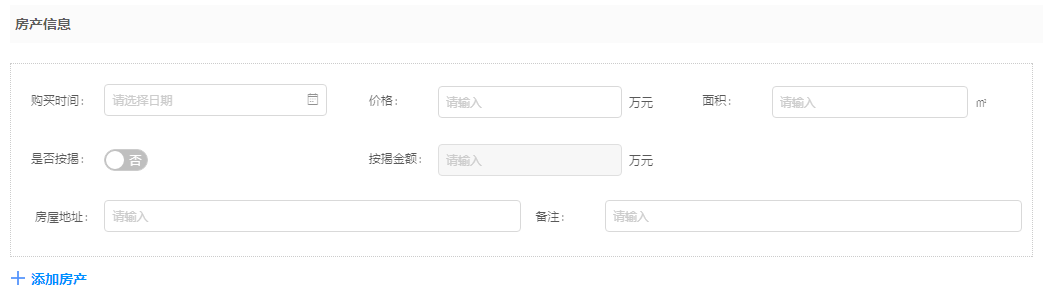 房产信息
购买时间: 请选择日期 价格: 请输入 万元 面积: 请输入 ㎡
是否按揭: 否 按揭金额: 请输入 万元
房屋地址: 请输入 备注: 请输入
添加房产